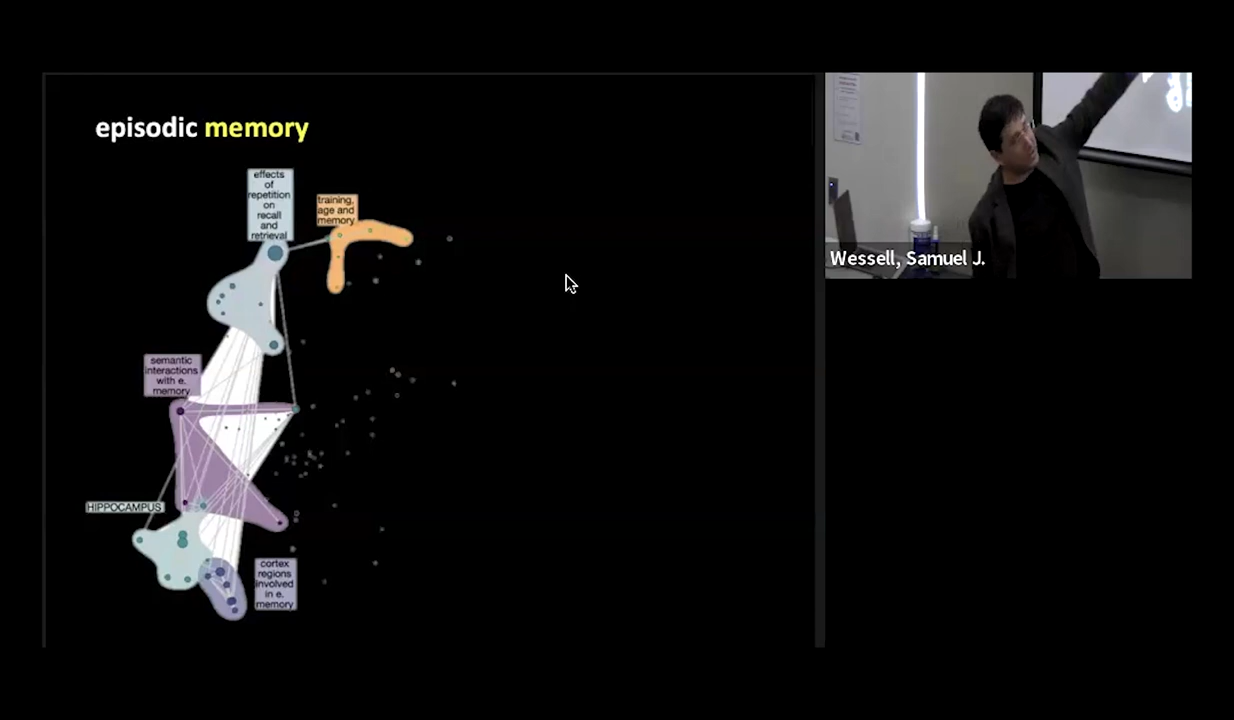 episodic memory
effects
of
repetition
on
recall
and
retrieval
training,
age and
memory
semantic
interactions
with e.
memory
HIPPOCAMPUS
cortex
regions
involved
in e.
memory
Wessell, Samuel J.